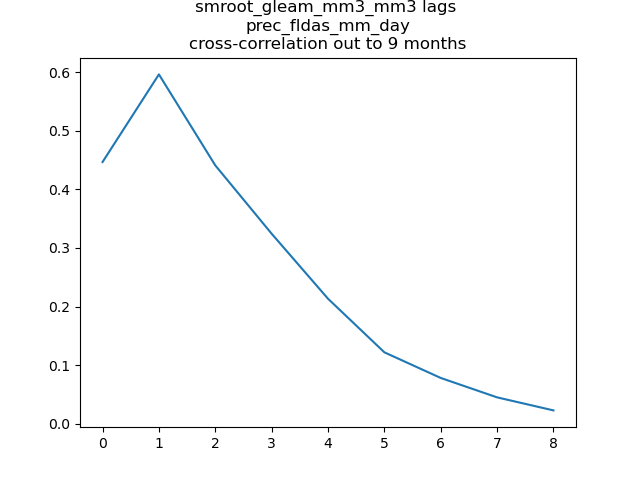 smroot_gleam_mm3_mm3 lags
prec_fldas_mm_day
cross-correlation out to 9 months
0.6
0.5
0.4
0.3
0.2
0.1
0.0
0 1 2 3 4 5 6 7 8